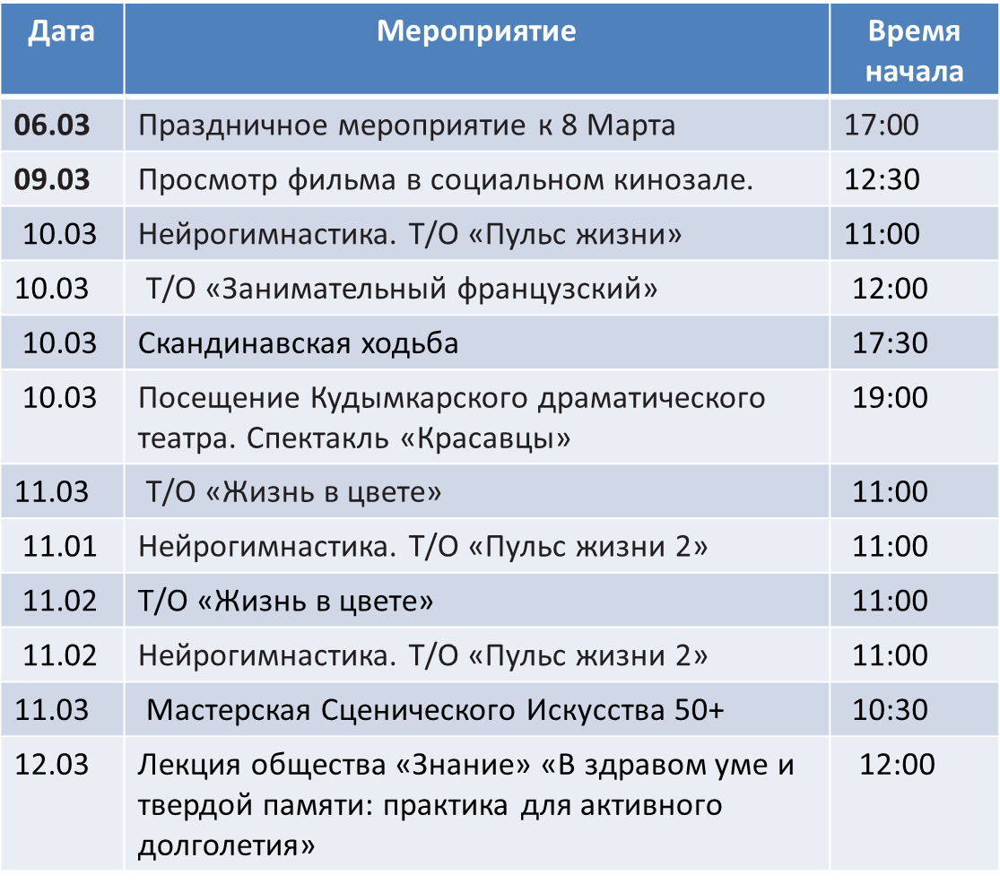 Дата Мероприятие Время
начала
06.03 Праздничное мероприятие к 8 Марта 17:00
09.03 Просмотр фильма в социальном кинозале. 12:30
10.03 Нейрогимнастика. Т/О «Пульс жизни» 11:00
10.03 Т/О «Занимательный французский» 12:00
10.03 Скандинавская ходьба 17:30
10.03 Посещение Кудымкарского драматического 19:00
театра. Спектакль «Красавцы»
11.03 Т/О «Жизнь в цвете» 11:00
11.01 Нейрогимнастика. Т/О «Пульс жизни 2» 11:00
11.02 Т/О «Жизнь в цвете» 11:00
11.02 Нейрогимнастика. Т/О «Пульс жизни 2» 11:00
11.03 Мастерская Сценического Искусства 50+ 10:30
12.03 Лекция общества «Знание» «В здравом уме и 12:00
твердой памяти: практика для активного
долголетия»